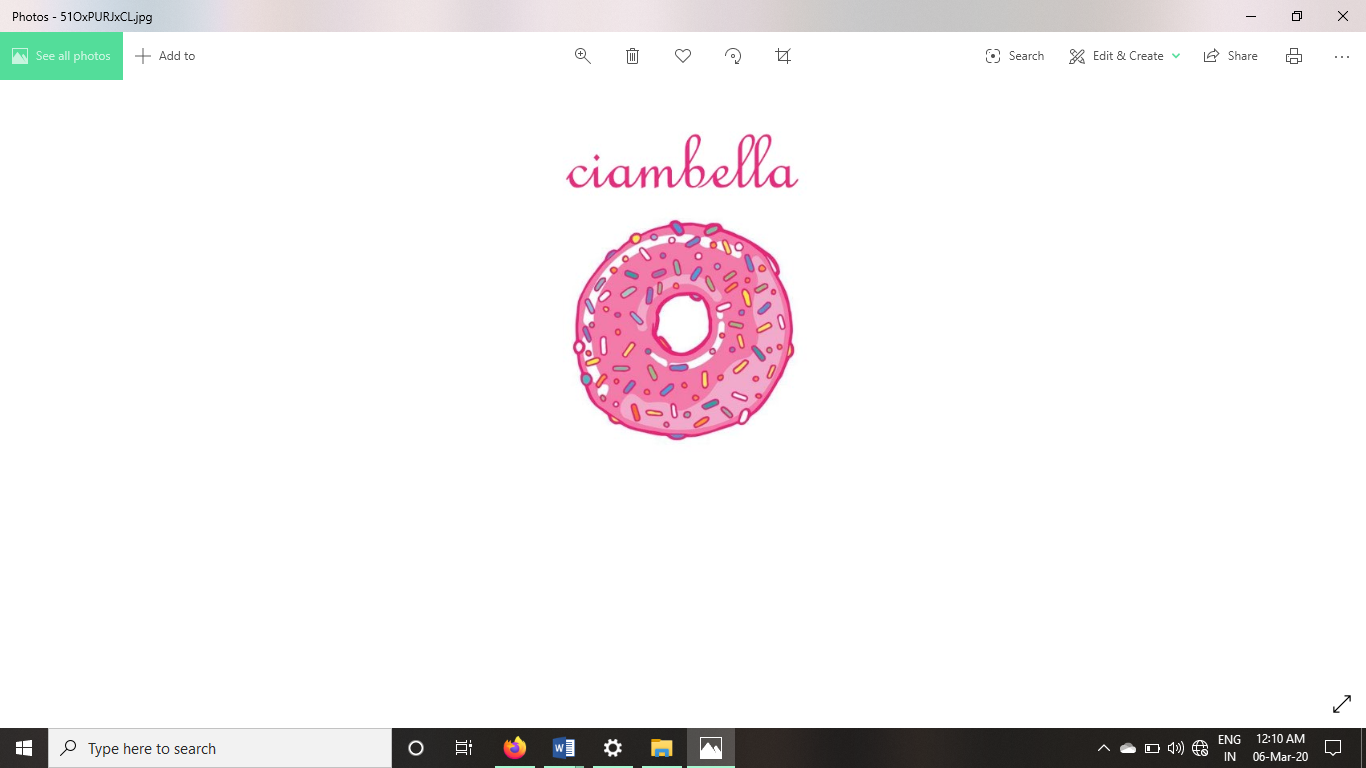 Photos - 51OxPURJxCL.jpg
See all photos
Add to
Search
Edit & Create
Share
ciambella
Type here to search
ENG
IN
12:10 AM
06-Mar-20